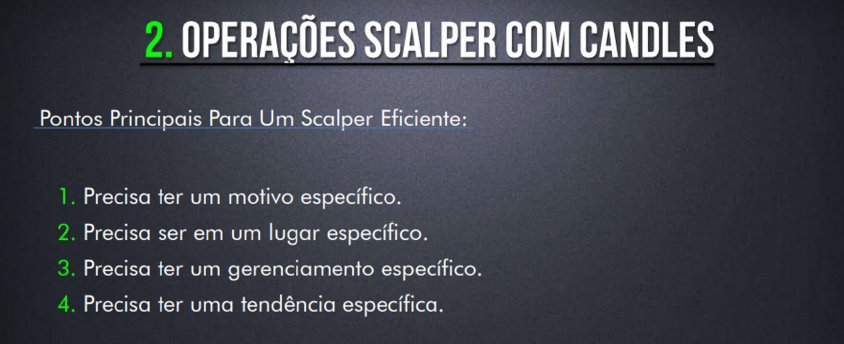 2. OPERAÇÕES SCALPER COM CANDLES
Pontos Principais Para Um Scalper Eficiente:
1. Precisa ter um motivo específico.
2. Precisa ser em um lugar específico.
3. Precisa ter um gerenciamento específico.
4. Precisa ter uma tendência específica.